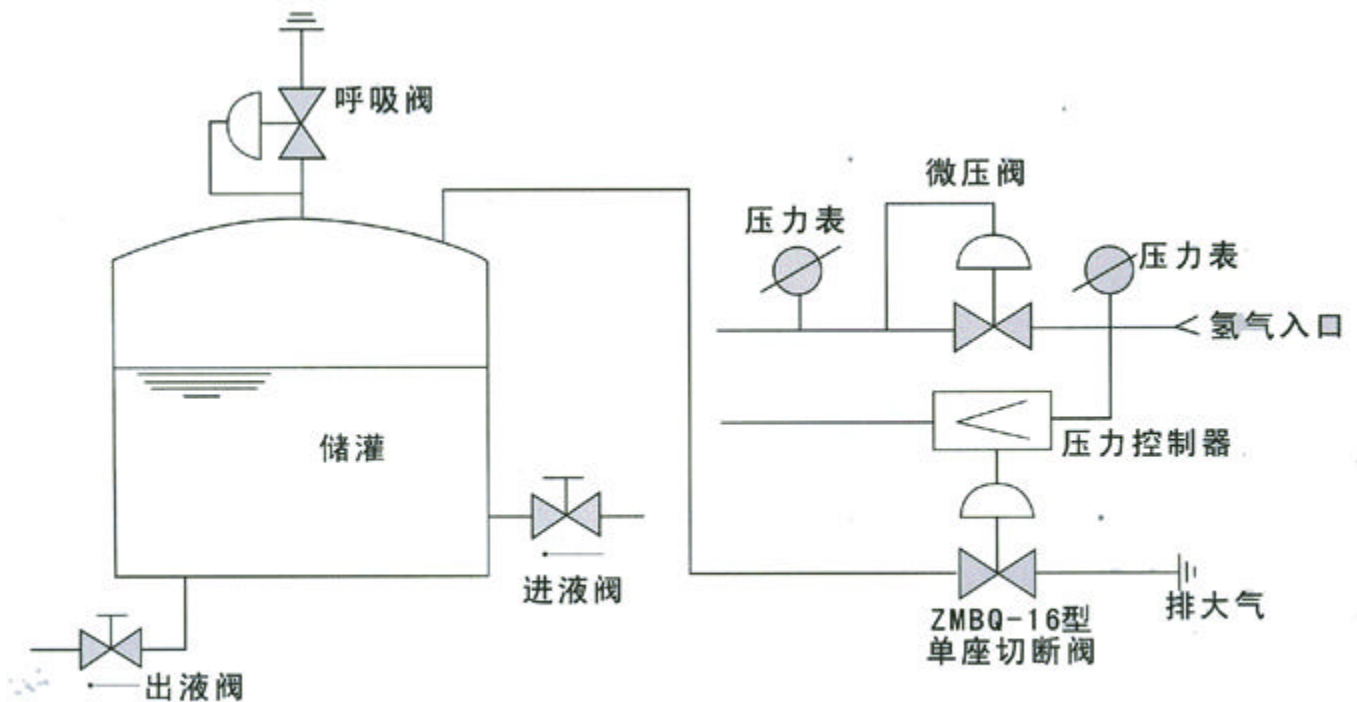 呼吸阀
微压阀
压力表
压力表
氢气入口
储灌
压力控制器
进液阀
排大气
ZMBQ-16型
单座切断阀
出液阀